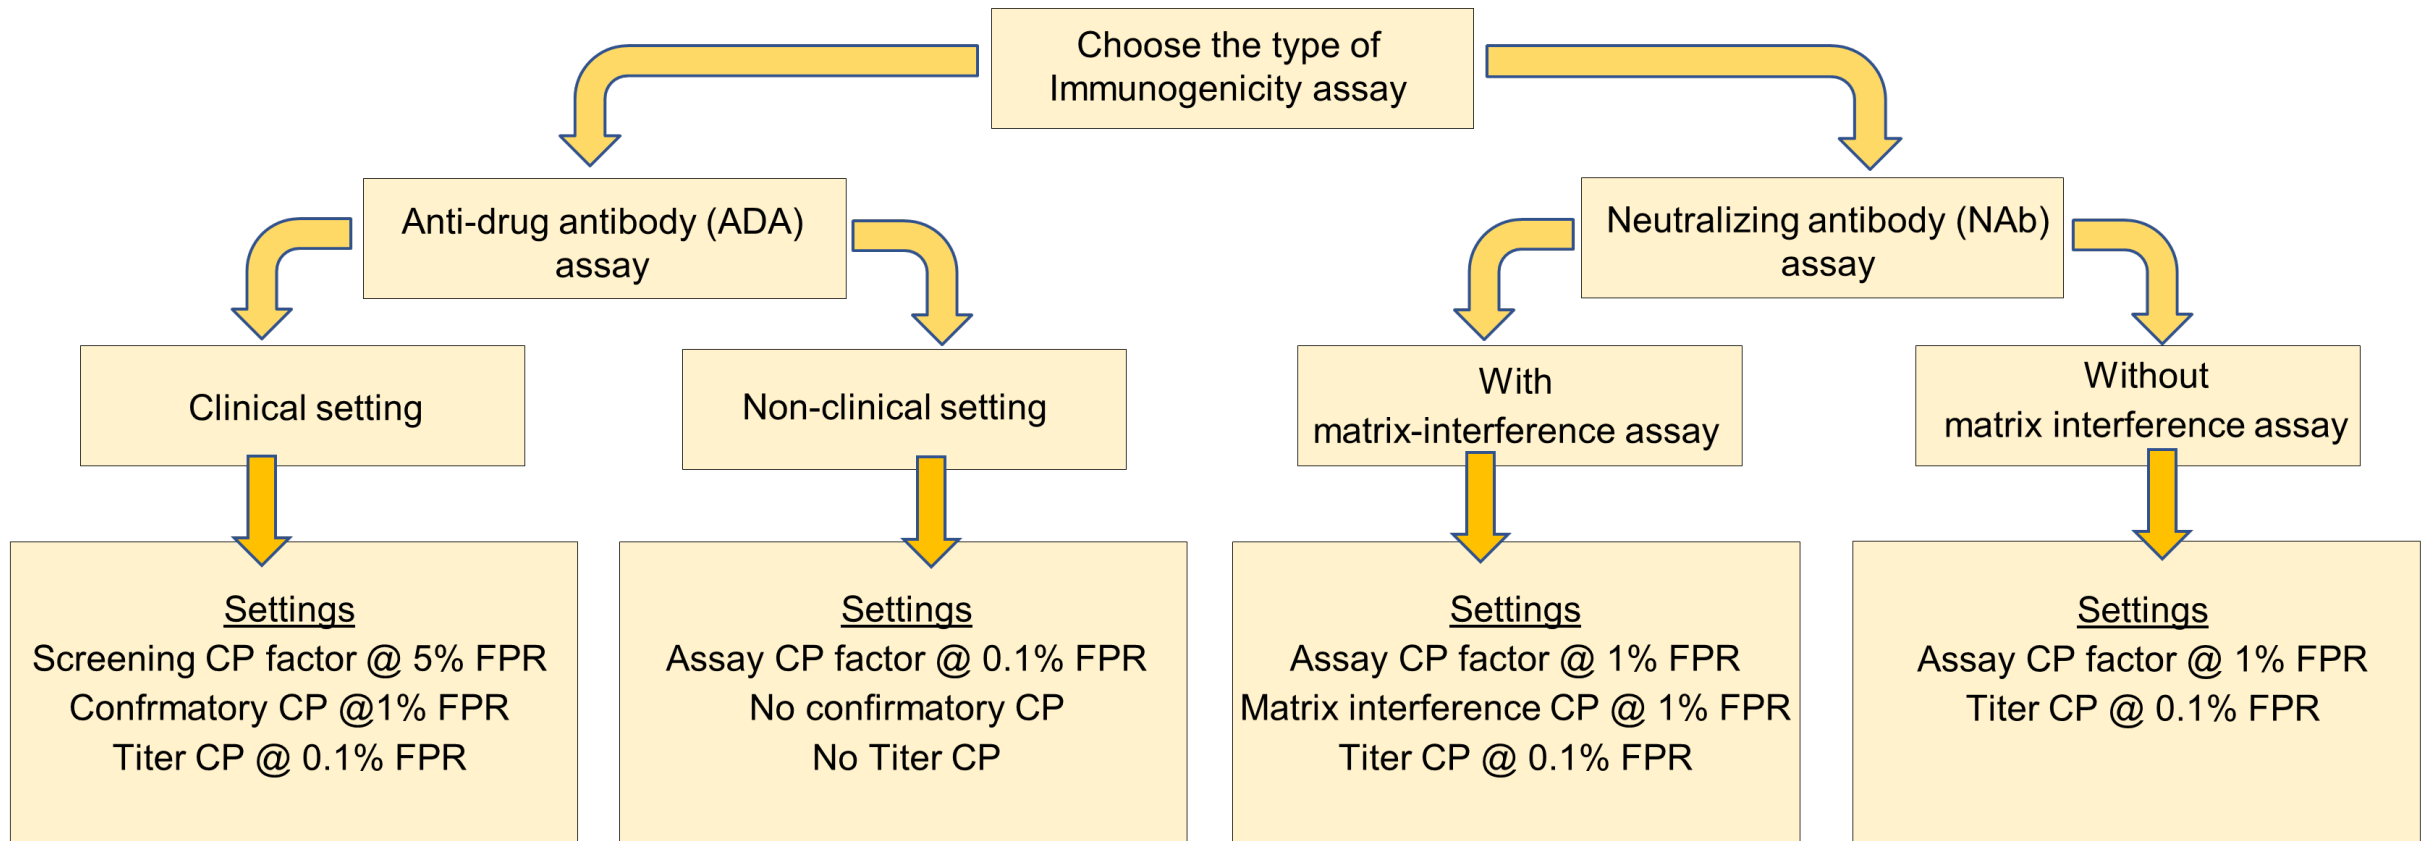 Choose the type of
Immunogenicity assay
Anti-drug antibody (ADA)
assay
Neutralizing antibody (NAb)
assay
Clinical setting
Non-clinical setting
With
matrix-interference assay
Without
matrix interference assay
Settings
Screening CP factor @ 5% FPR
Confrmatory CP @1% FPR
Titer CP @ 0.1% FPR
Settings
Assay CP factor @ 0.1% FPR
No confirmatory CP
No Titer CP
Settings
Assay CP factor @ 1% FPR
Matrix interference CP @ 1% FPR
Titer CP @ 0.1% FPR
Settings
Assay CP factor @ 1% FPR
Titer CP @ 0.1% FPR